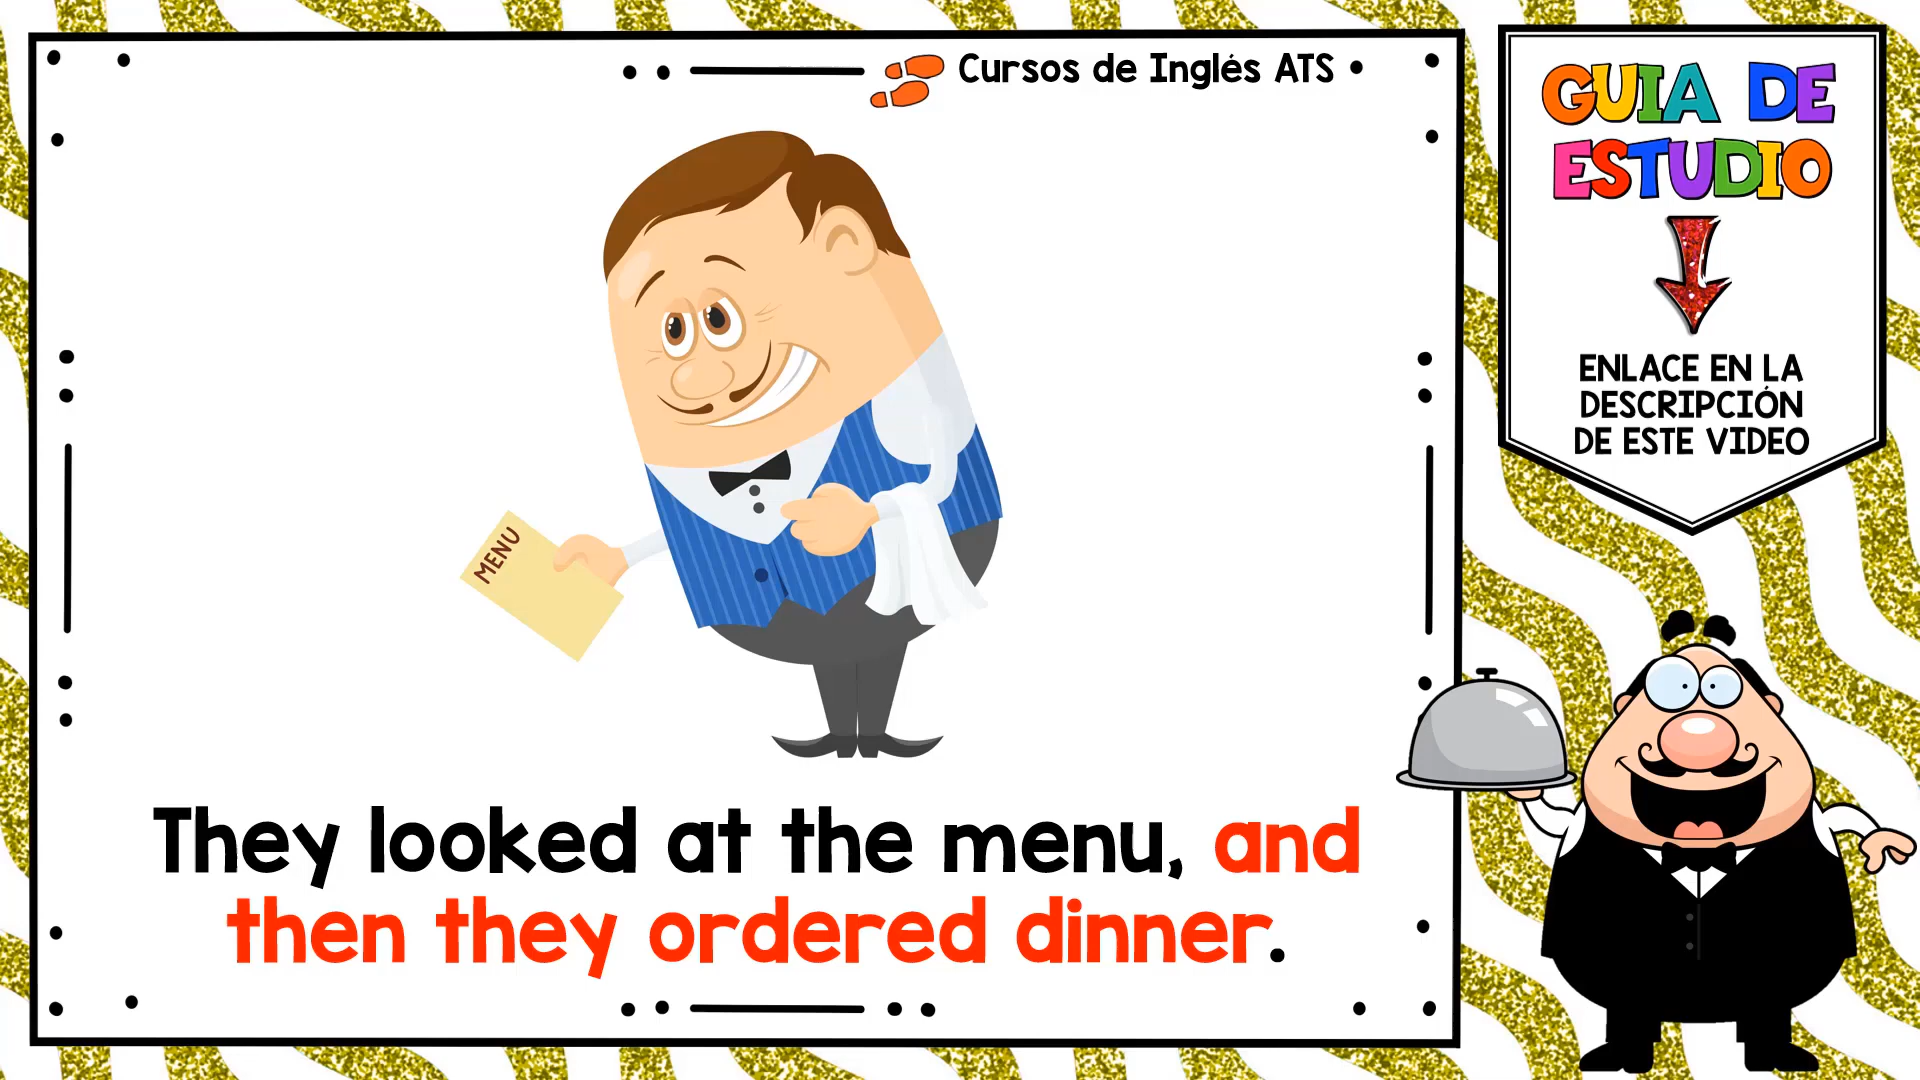 Cursos de Inglés ATS
GUIA DE
ESTUDIO
ENLACE EN LA
DESCRIPCIÓN
DE ESTE VIDEO
MENU
They looked at the menu, and
then they ordered dinner.